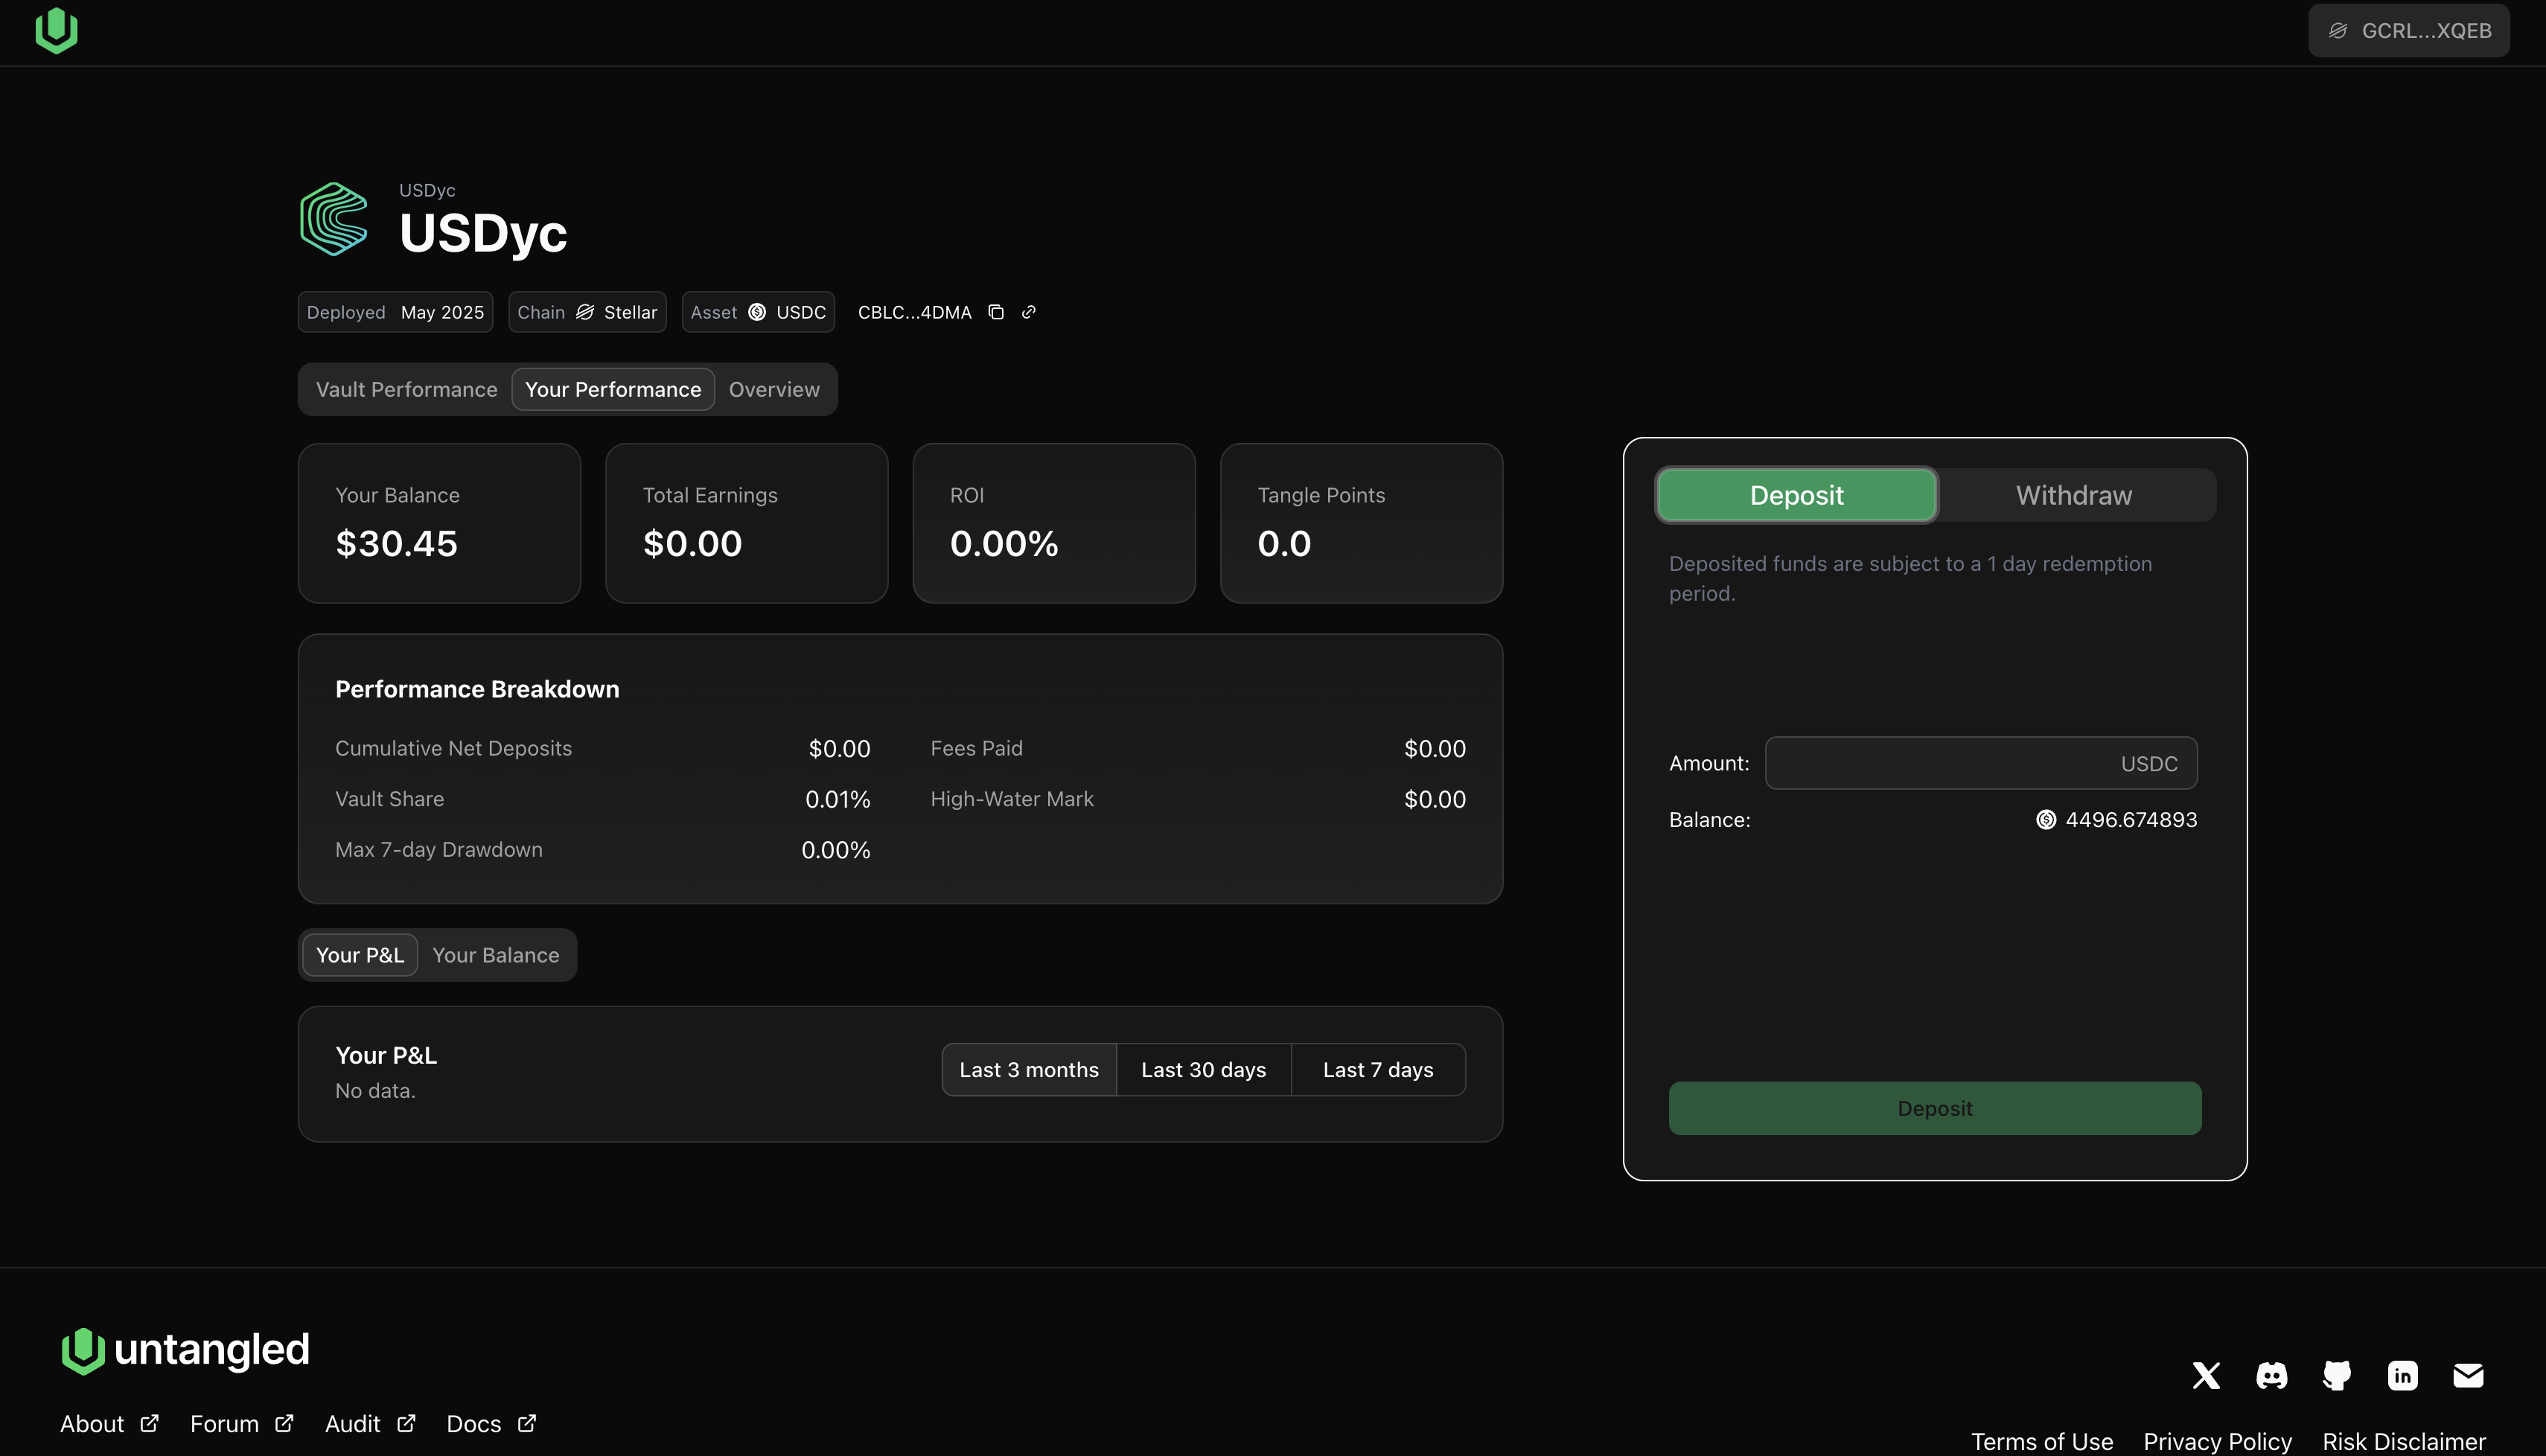 GCRL...XQEB
USDyc
USDyc
Deployed May 2025 Chain Stellar Asset USDC CBLC...4DMA
Vault Performance Your Performance Overview
Your Balance
$30.45
Total Earnings
$0.00
ROI
0.00%
Tangle Points
0.0
Performance Breakdown
Cumulative Net Deposits $0.00 Fees Paid $0.00
Vault Share 0.01% High-Water Mark $0.00
Max 7-day Drawdown 0.00%
Your P&L Your Balance
Your P&L
No data.
Last 3 months Last 30 days Last 7 days
Deposit Withdraw
Deposited funds are subject to a 1 day redemption
period.
Amount: USDC
Balance: 4496.674893
Deposit
untangled
About Forum Audit Docs
Terms of Use Privacy Policy Risk Disclaimer